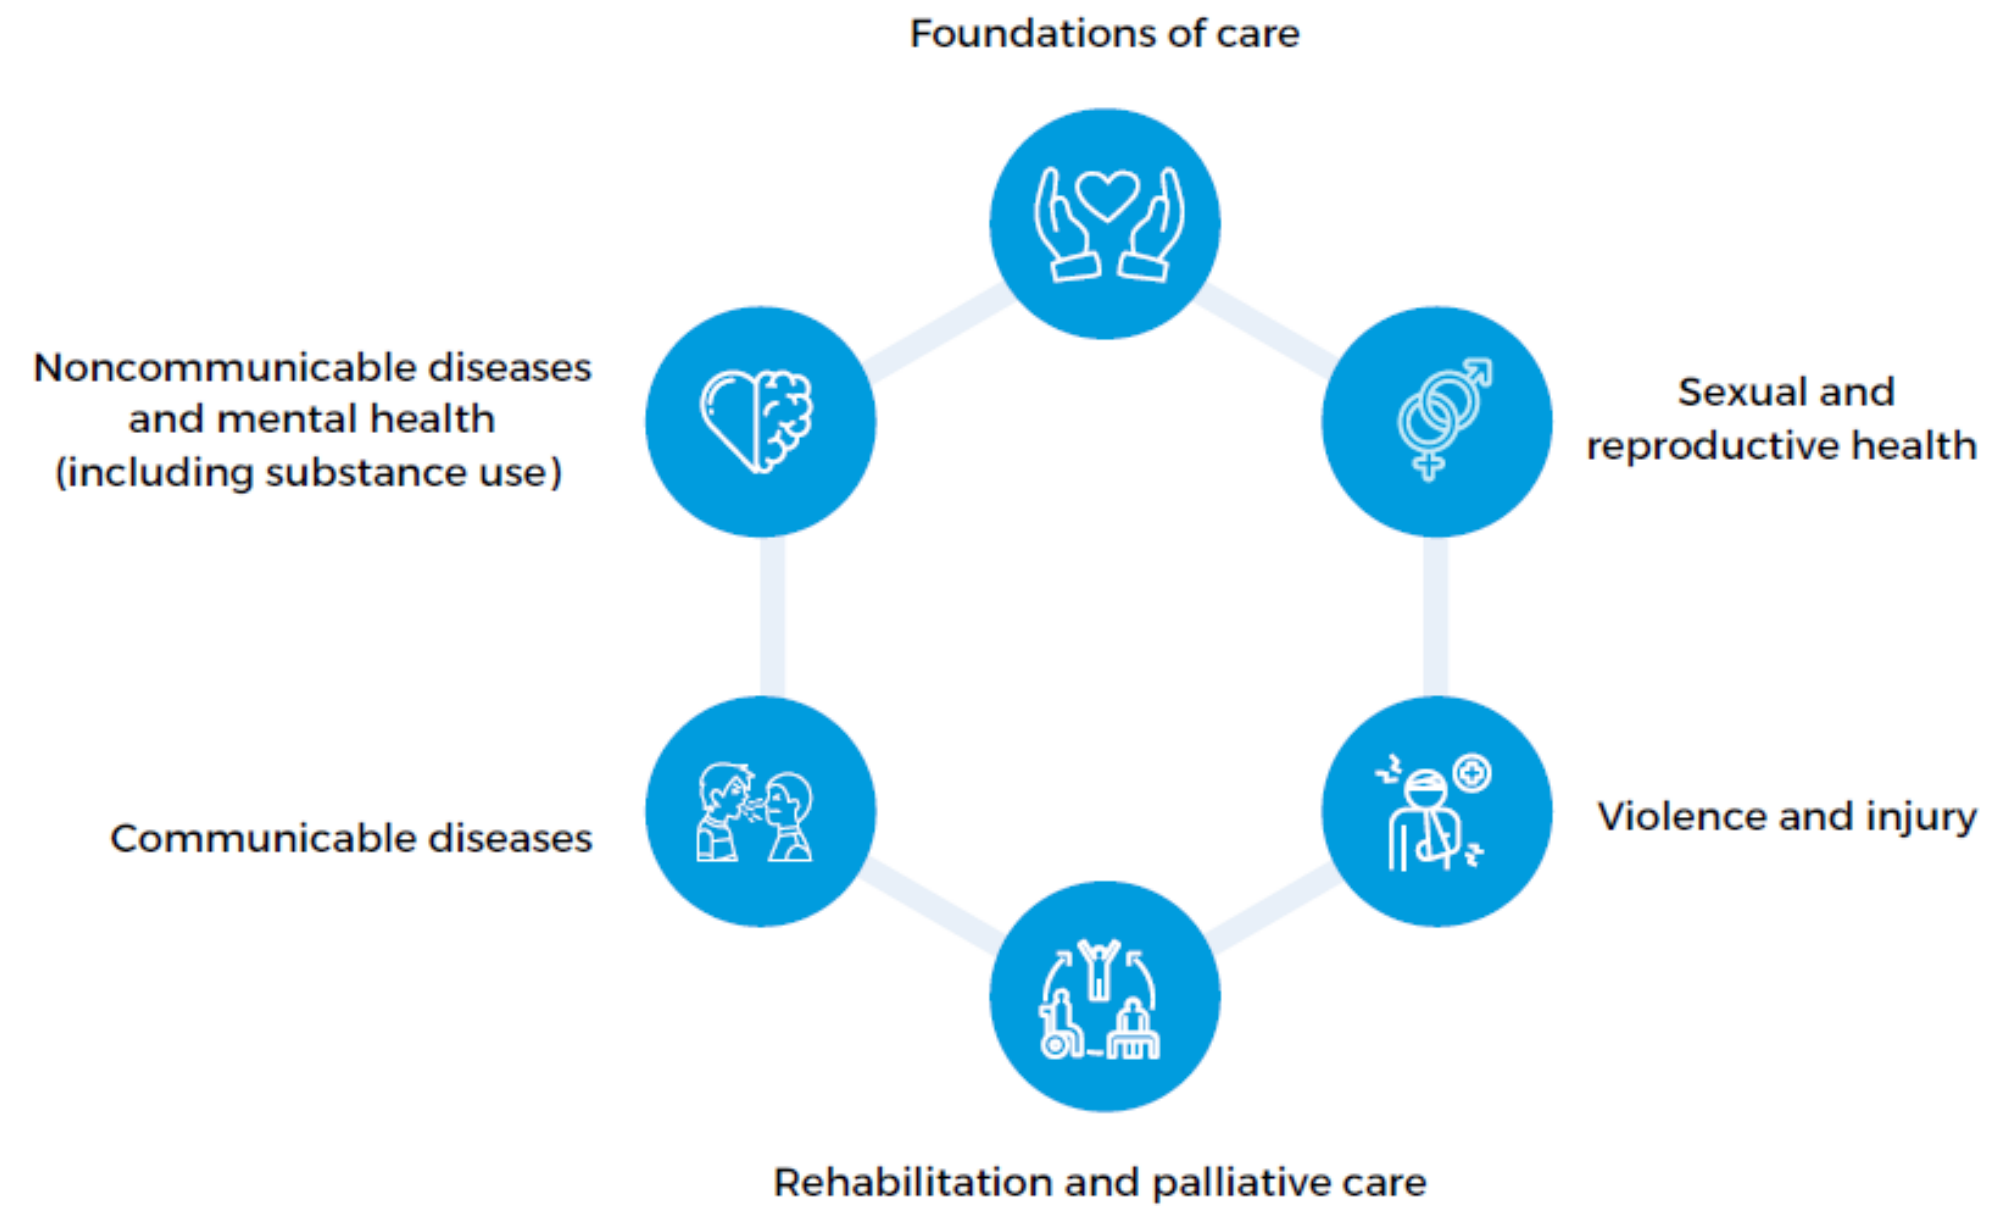 Foundations of care
Noncommunicable diseases
and mental health
(including substance use)
Sexual and
reproductive health
Communicable diseases
Violence and injury
Rehabilitation and palliative care